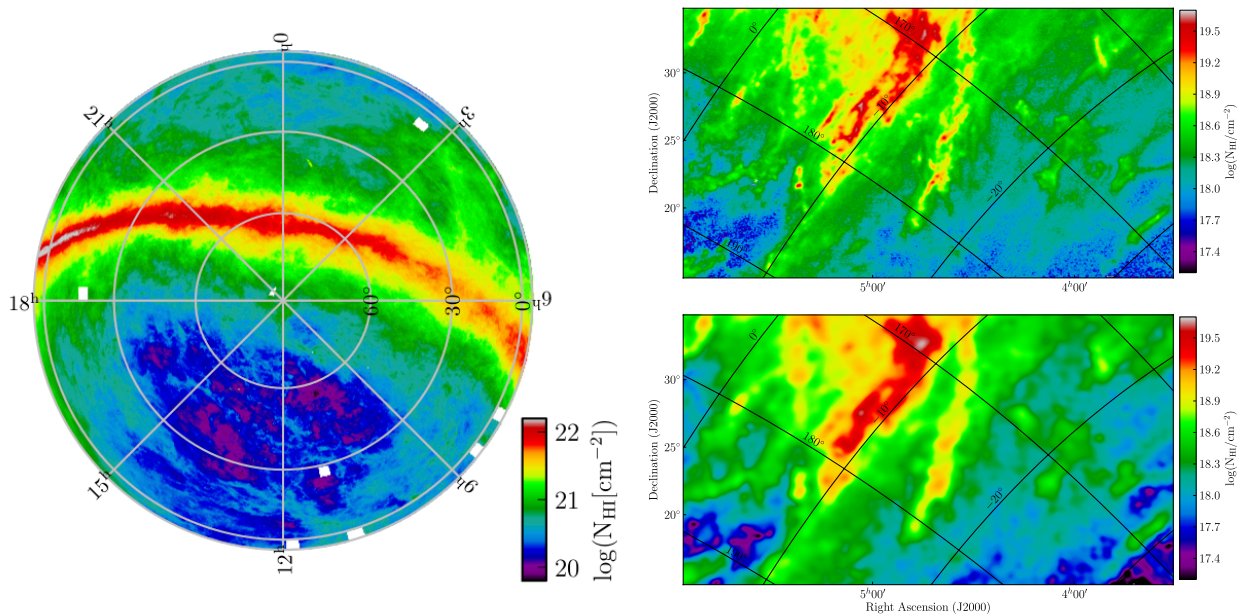 0ʰ
21ʰ
3ʰ
18ʰ
60°
30°
0°
6ʰ
15ʰ
9ʰ
12ʰ
22
21
20
log(N_HI[cm⁻²])
Declination (J2000)
30°
25°
20°
0°
170°
-10°
180°
-20°
190°
5ʰ00′
4ʰ00′
19.5
19.2
18.9
18.6
18.3
18.0
17.7
17.4
log(N_HI/cm⁻²)
Declination (J2000)
30°
25°
20°
0°
170°
180°
-20°
5ʰ00′
4ʰ00′
Right Ascension (J2000)
19.5
19.2
18.9
18.6
18.3
18.0
17.7
17.4
log(N_HI/cm⁻²)